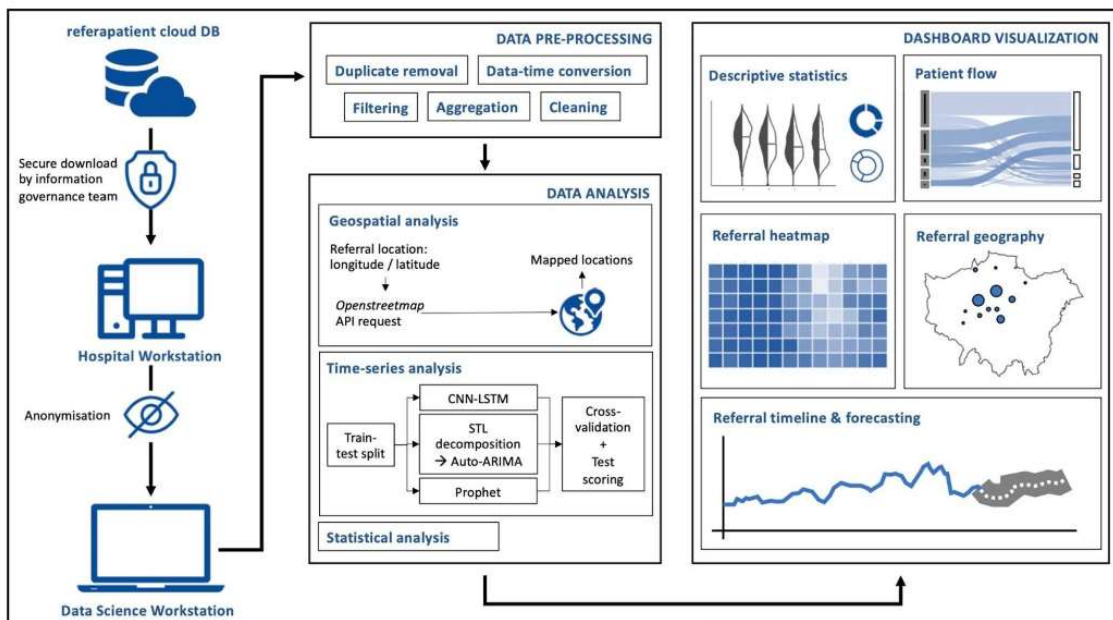 referapatient cloud DB
Secure download
by information
governance team
Hospital Workstation
Anonymisation
Data Science Workstation
DATA PRE-PROCESSING
Duplicate removal
Data-time conversion
Filtering
Aggregation
Cleaning
DATA ANALYSIS
Geospatial analysis
Referral location:
longitude / latitude
Openstreetmap
API request
Mapped locations
Time-series analysis
Train-
test split
CNN-LSTM
STL
decomposition
→ Auto-ARIMA
Prophet
Cross-
validation
+
Test
scoring
Statistical analysis
DASHBOARD VISUALIZATION
Descriptive statistics
Patient flow
Referral heatmap
Referral geography
Referral timeline & forecasting